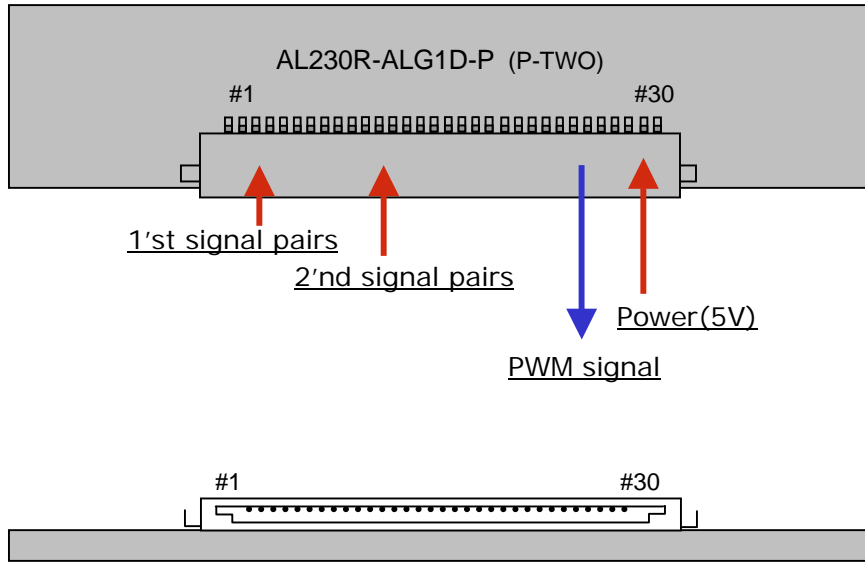 AL230R-ALG1D-P (P-TWO)
#1 #30
1'st signal pairs
2'nd signal pairs
Power(5V)
PWM signal
#1 #30